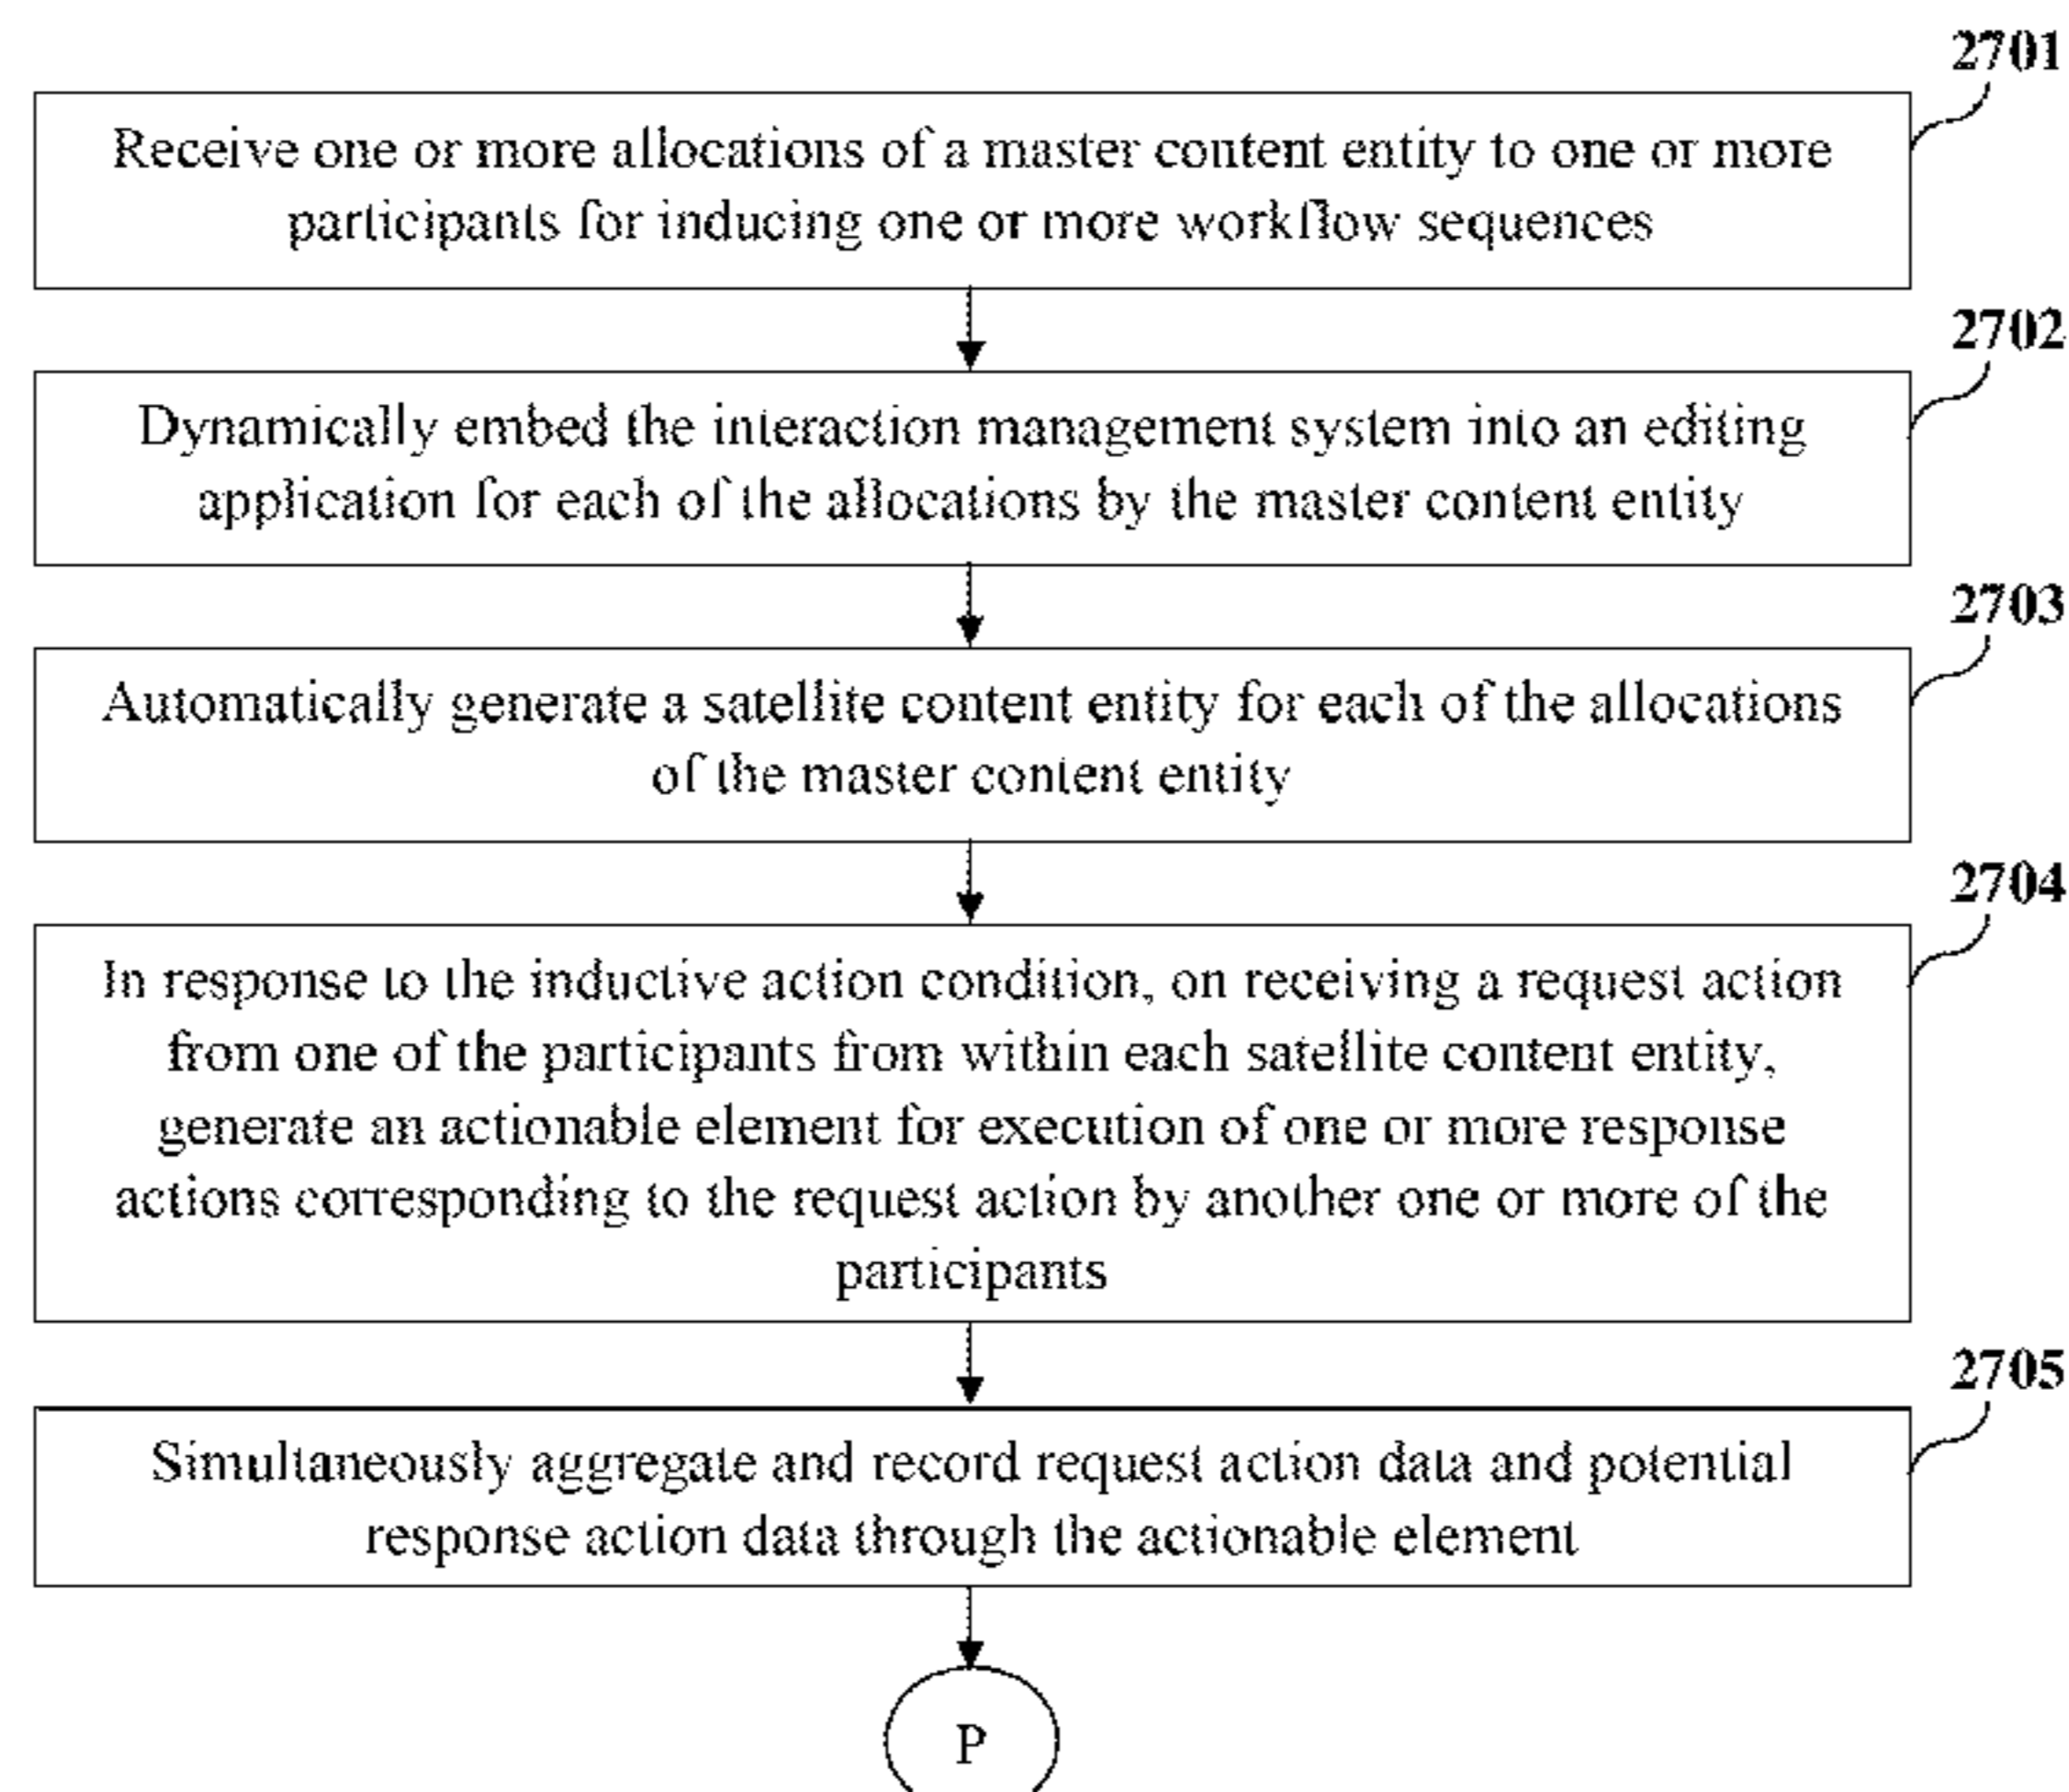 2701
Receive one or more allocations of a master content entity to one or more
participants for inducing one or more workflow sequences
2702
Dynamically embed the interaction management system into an editing
application for each of the allocations by the master content entity
2703
Automatically generate a satellite content entity for each of the allocations
of the master content entity
2704
In response to the inductive action condition, on receiving a request action
from one of the participants from within each satellite content entity,
generate an actionable element for execution of one or more response
actions corresponding to the request action by another one or more of the
participants
2705
Simultaneously aggregate and record request action data and potential
response action data through the actionable element
P